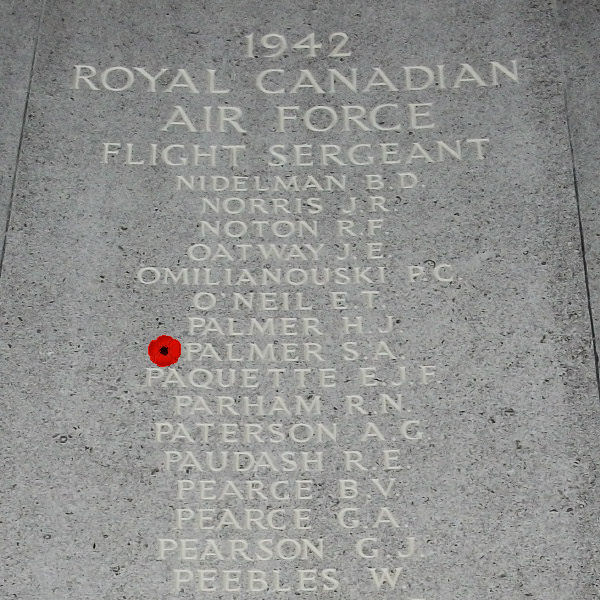 1942
ROYAL CANADIAN
AIR FORCE
FLIGHT SERGEANT
NIDELMAN B.D.
NORRIS J.R.
NOTON R.F.
OATWAY J.E.
OMILIANOUSKI P.C.
O'NEIL E.T.
PALMER H.J.
PALMER S.A.
PAQUETTE E.J.F.
PARHAM R.N.
PATERSON A.G.
PAUDASH R.E.
PEARCE B.V.
PEARCE G.A.
PEARSON G.J.
PEEBLES W.